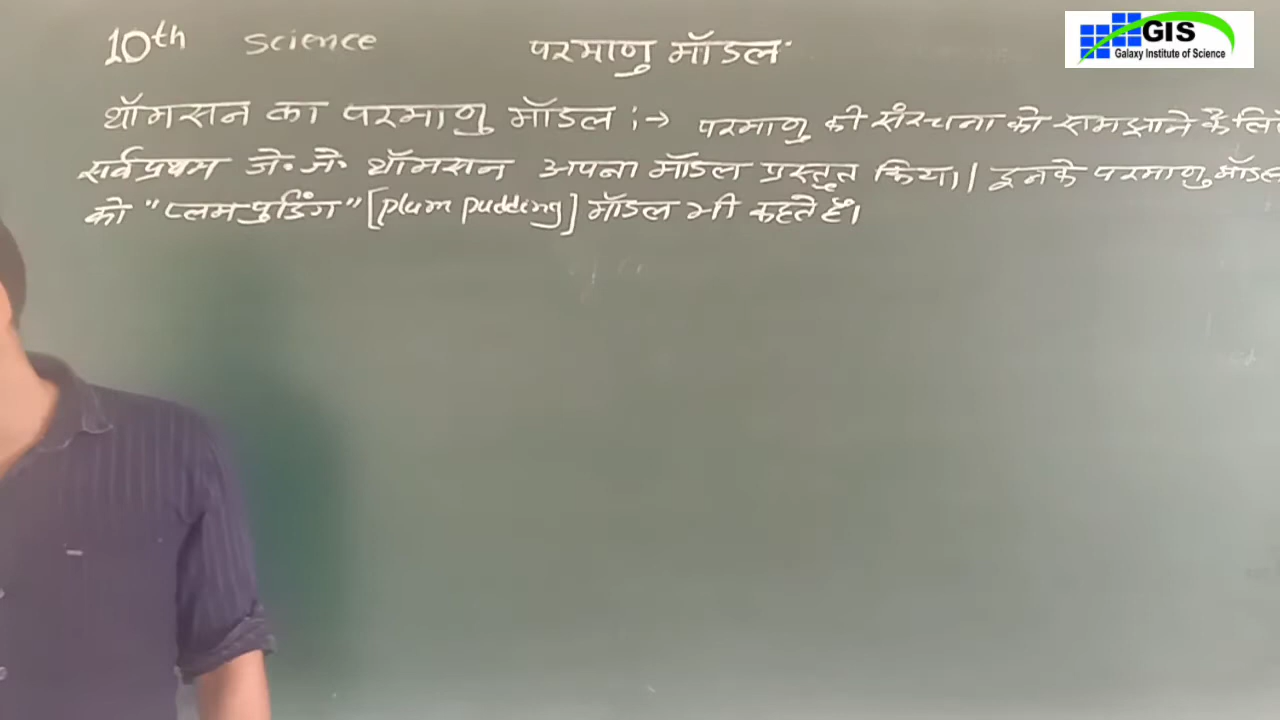 10th science परमाणु मॉडल
GIS
Galaxy Institute of Science
थॉमसन का परमाणु मॉडल :→ परमाणु की संरचना को समझाने के लि
सर्वप्रथम जे. जे. थॉमसन अपना मॉडल प्रस्तुत किया।| इनके परमाणु मॉडल
को "प्लम पुडिंग" [plum pudding] मॉडल भी कहते हैं।